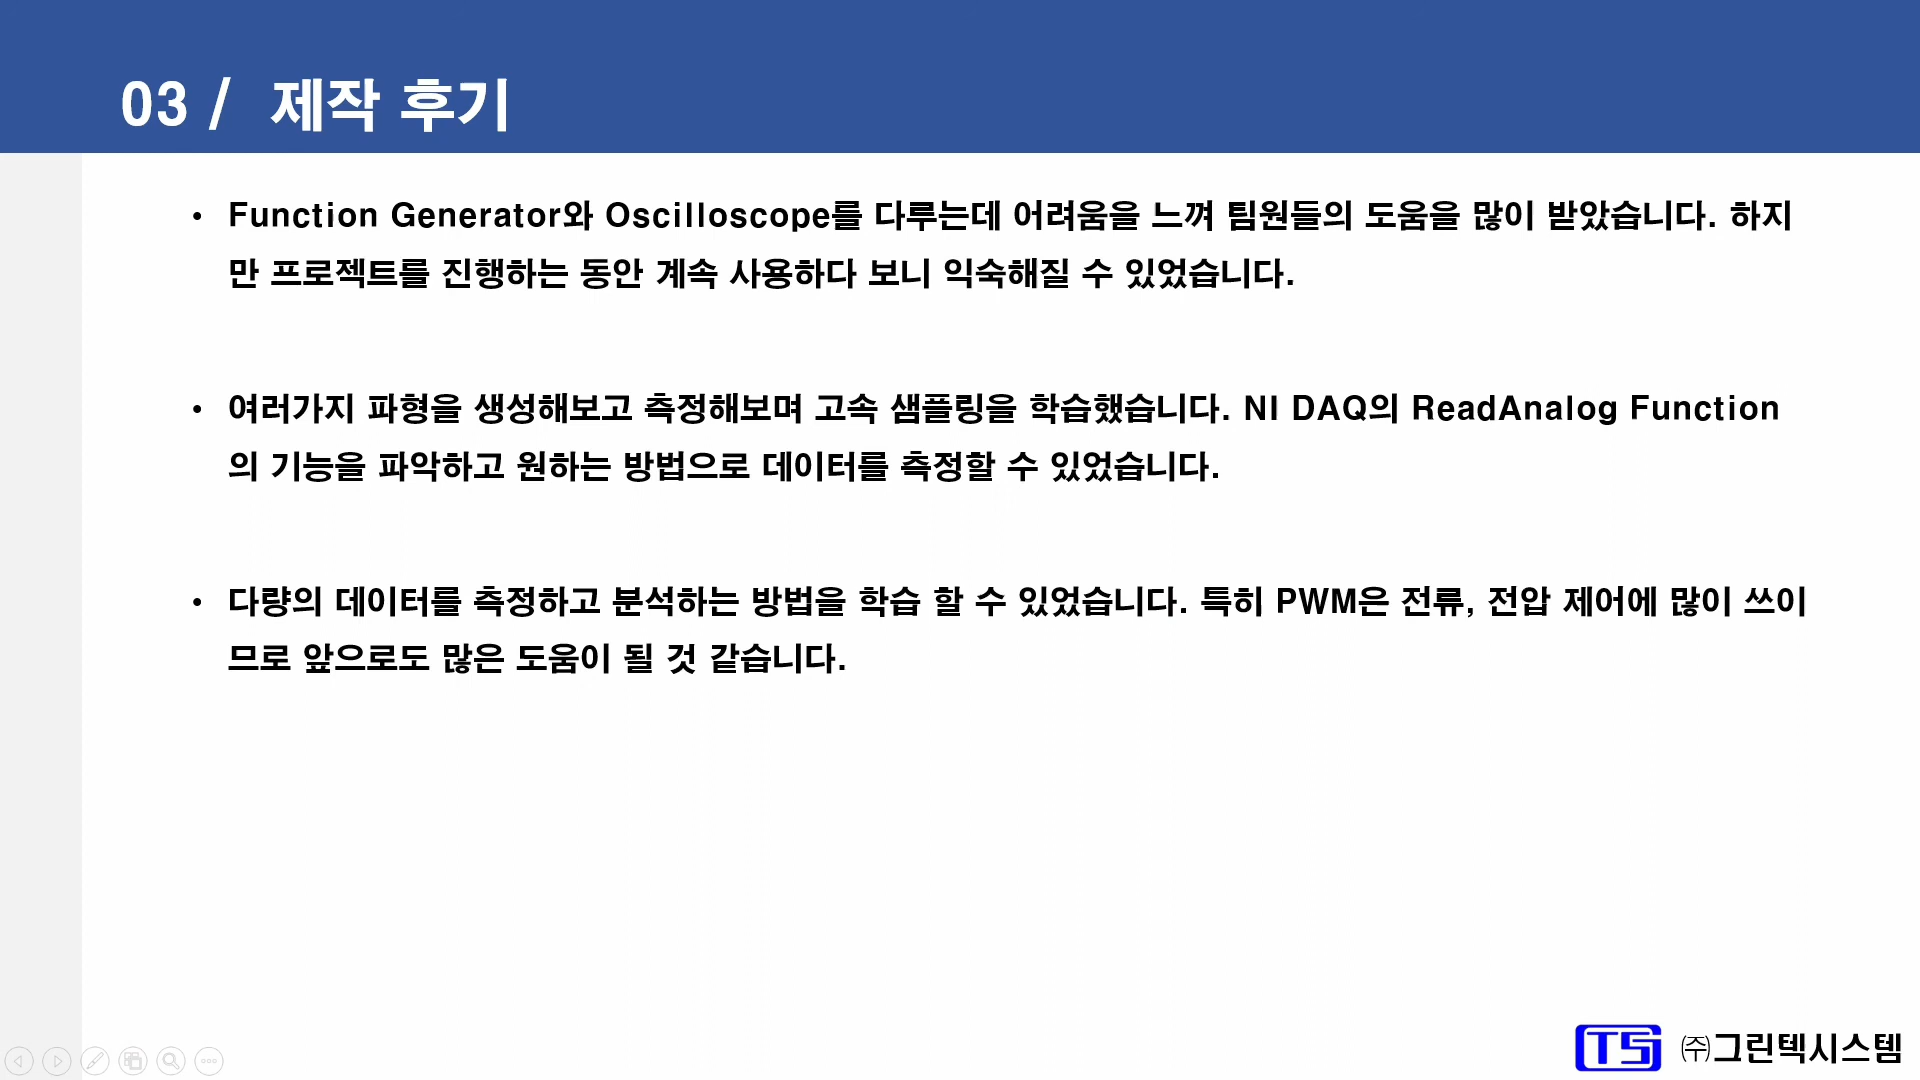 03 / 제작 후기
• Function Generator와 Oscilloscope를 다루는데 어려움을 느껴 팀원들의 도움을 많이 받았습니다. 하지
만 프로젝트를 진행하는 동안 계속 사용하다 보니 익숙해질 수 있었습니다.
• 여러가지 파형을 생성해보고 측정해보며 고속 샘플링을 학습했습니다. NI DAQ의 ReadAnalog Function
의 기능을 파악하고 원하는 방법으로 데이터를 측정할 수 있었습니다.
• 다량의 데이터를 측정하고 분석하는 방법을 학습 할 수 있었습니다. 특히 PWM은 전류, 전압 제어에 많이 쓰이
므로 앞으로도 많은 도움이 될 것 같습니다.
TS ㈜그린텍시스템